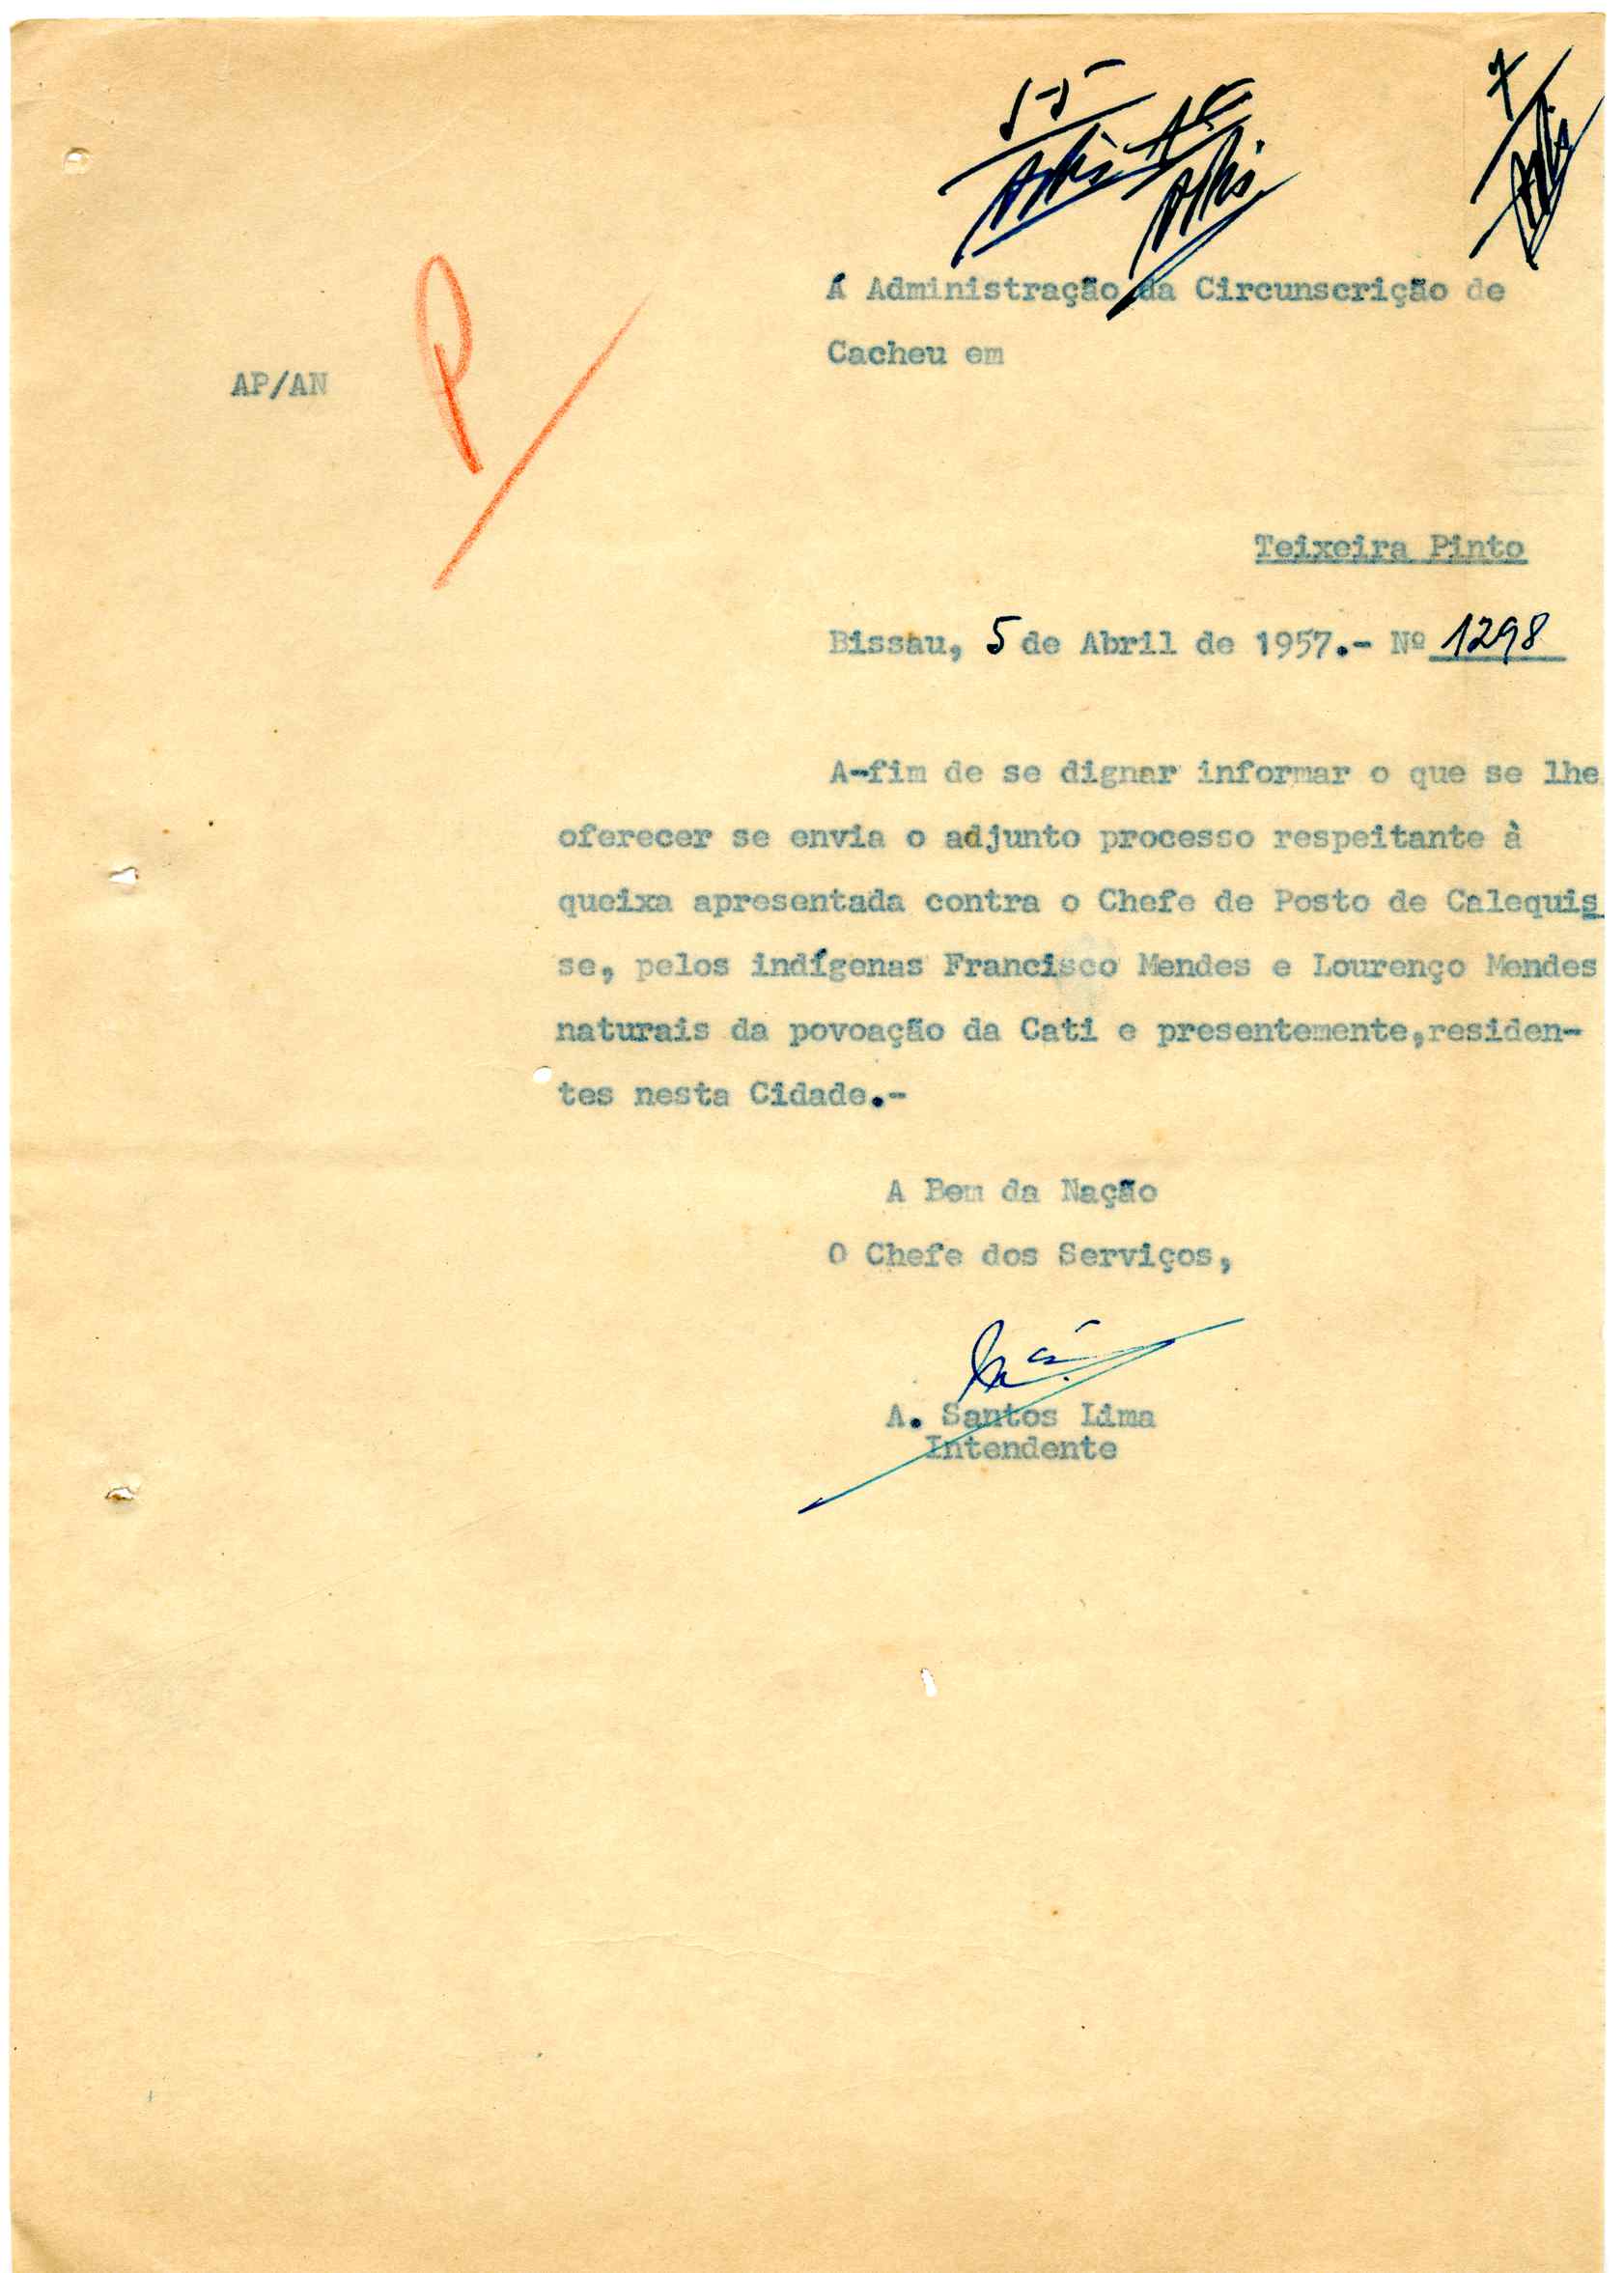 Á Administração da Circunscrição de
Cacheu em
AP/AN
P
Teixeira Pinto
Bissau, 5 de Abril de 1957.- Nº 1298
A-fim de se dignar informar o que se lhe
oferecer se envia o adjunto processo respeitante à
queixa apresentada contra o Chefe de Posto de Calequis
se, pelos indígenas Francisco Mendes e Lourenço Mendes
naturais da povoação da Cati e presentemente,residen-
tes nesta Cidade.-
A Bem da Nação
O Chefe dos Serviços,
A. Santos Lima
Intendente